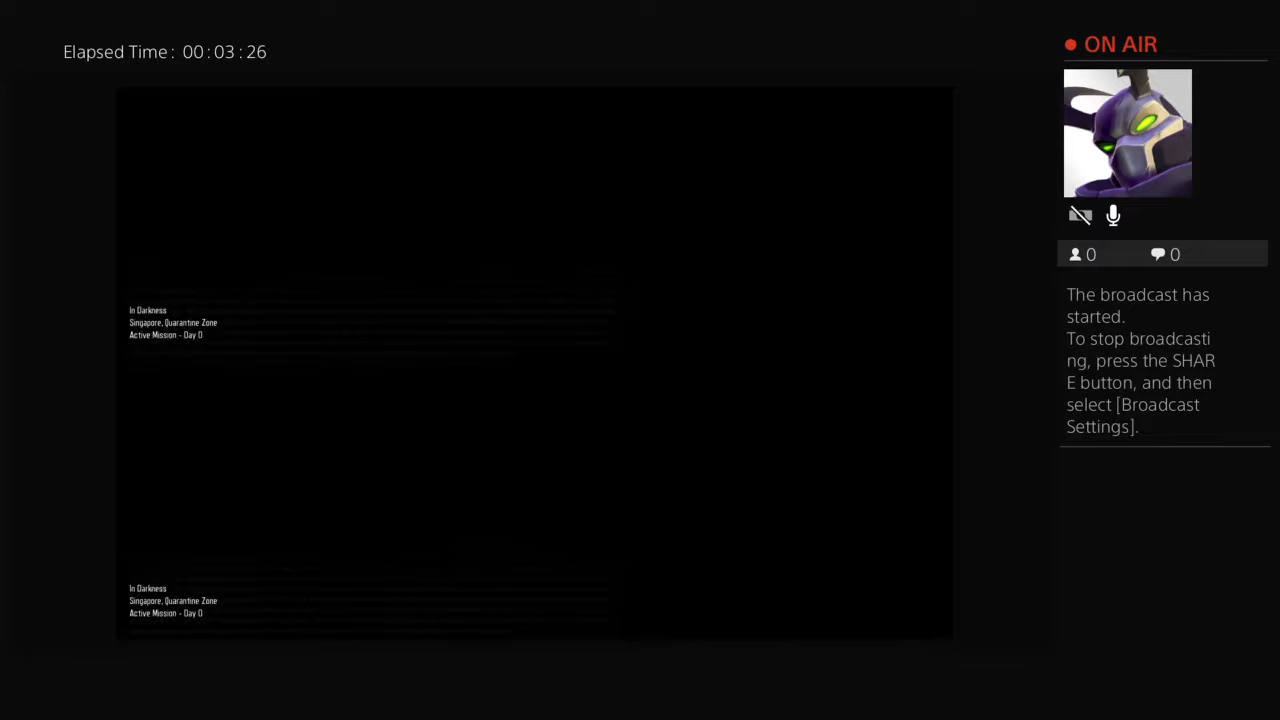 Elapsed Time: 00:03:26
ON AIR
0 0
The broadcast has
started.
To stop broadcasti
ng, press the SHAR
E button, and then
select [Broadcast
Settings].
In Darkness
Singapore, Quarantine Zone
Active Mission - Day 0
In Darkness
Singapore, Quarantine Zone
Active Mission - Day 0